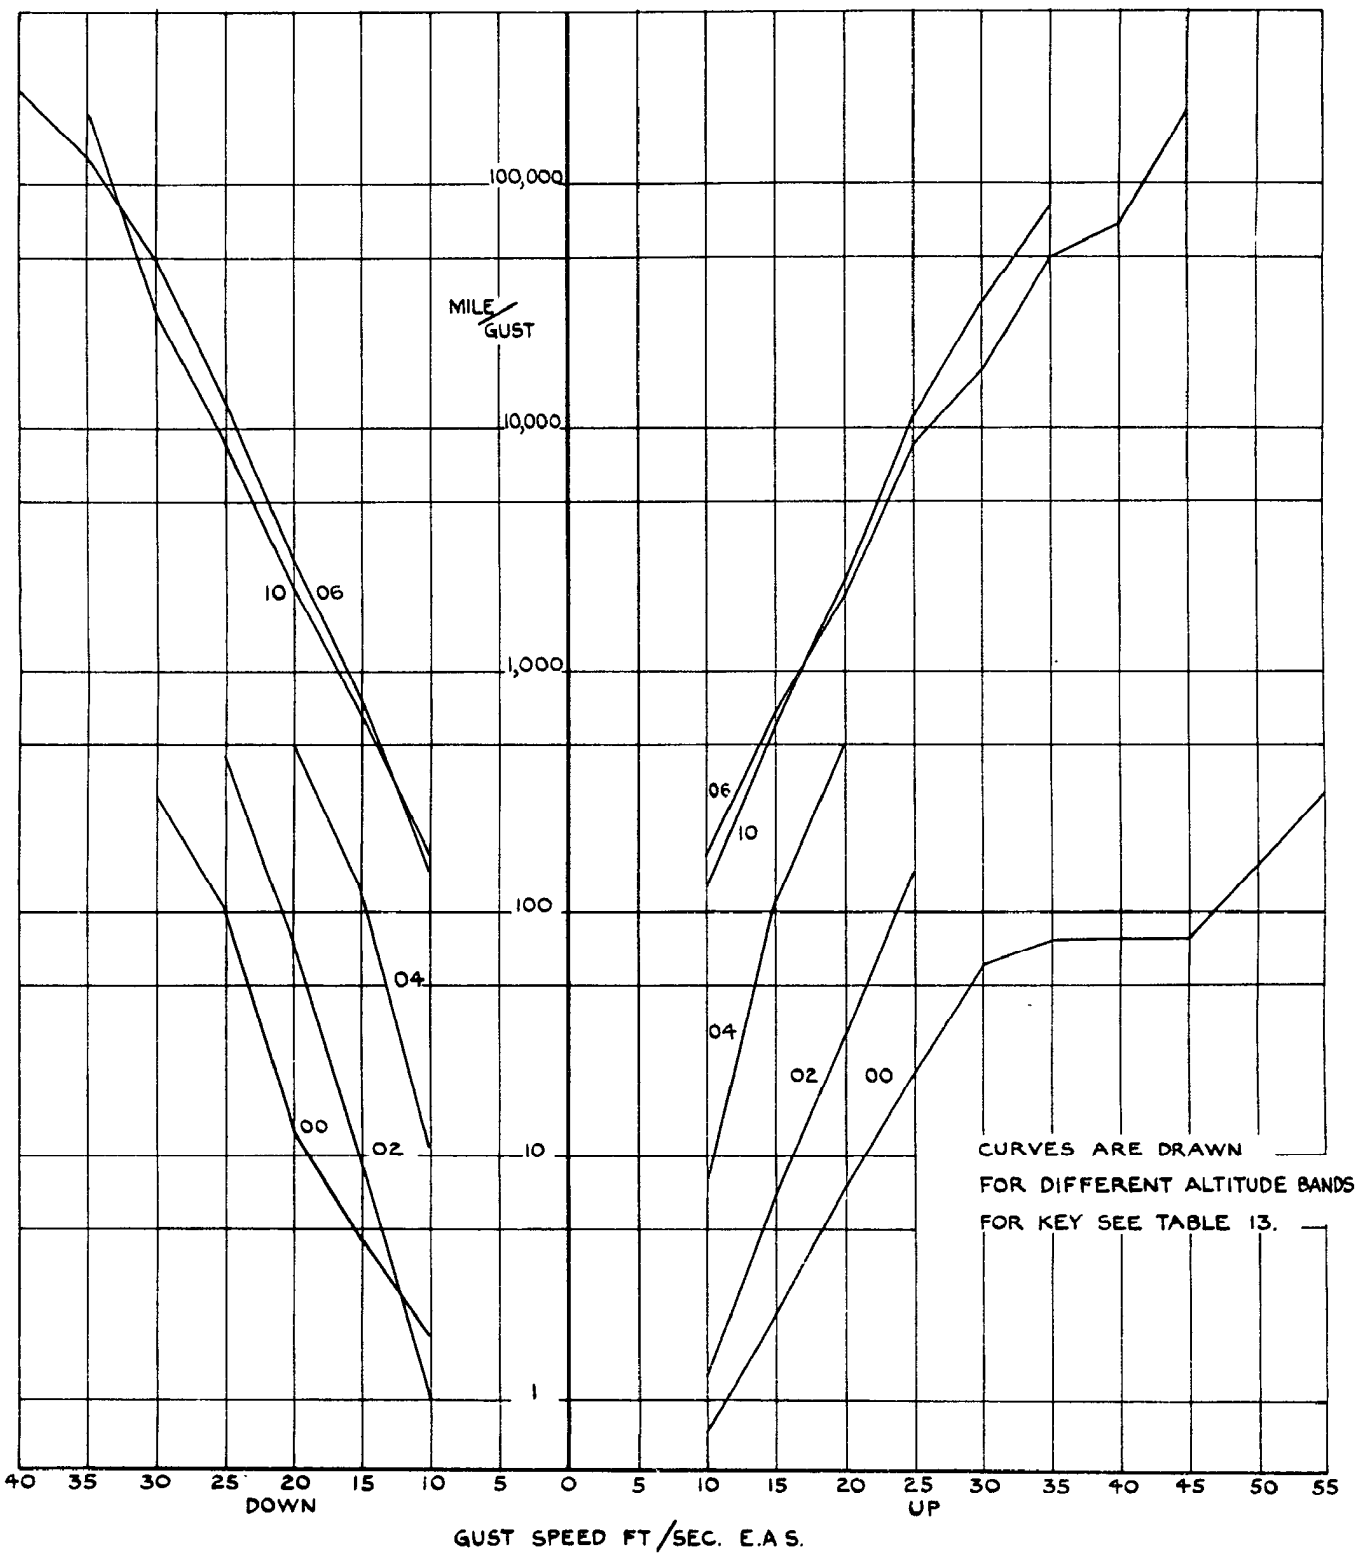 100,000
MILE/
GUST
10,000
10 06
1,000
06
10
100
04
04
02 00
00
02
10
CURVES ARE DRAWN
FOR DIFFERENT ALTITUDE BANDS
FOR KEY SEE TABLE 13.
1
40 35 30 25 20 15 10 5 0 5 10 15 20 25 30 35 40 45 50 55
DOWN UP
GUST SPEED FT/SEC. E.A.S.